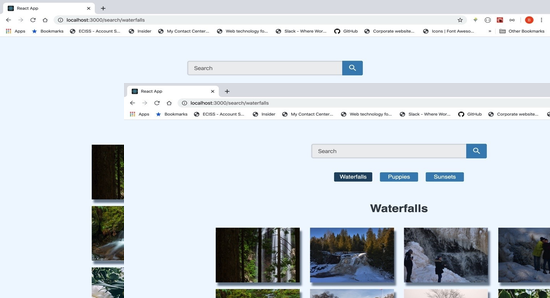 React App
localhost:3000/search/waterfalls
Apps Bookmarks ECISS - Account S... Insider My Contact Center... Web technology fo... Slack – Where Wor... GitHub Corporate website... Icons | Font Aweso... Other Bookmarks
Search
React App
localhost:3000/search/waterfalls
Apps Bookmarks ECISS - Account S... Insider My Contact Center... Web technology fo... Slack – Where Wor... GitHub Corporate website...
Search
Waterfalls Puppies Sunsets
Waterfalls